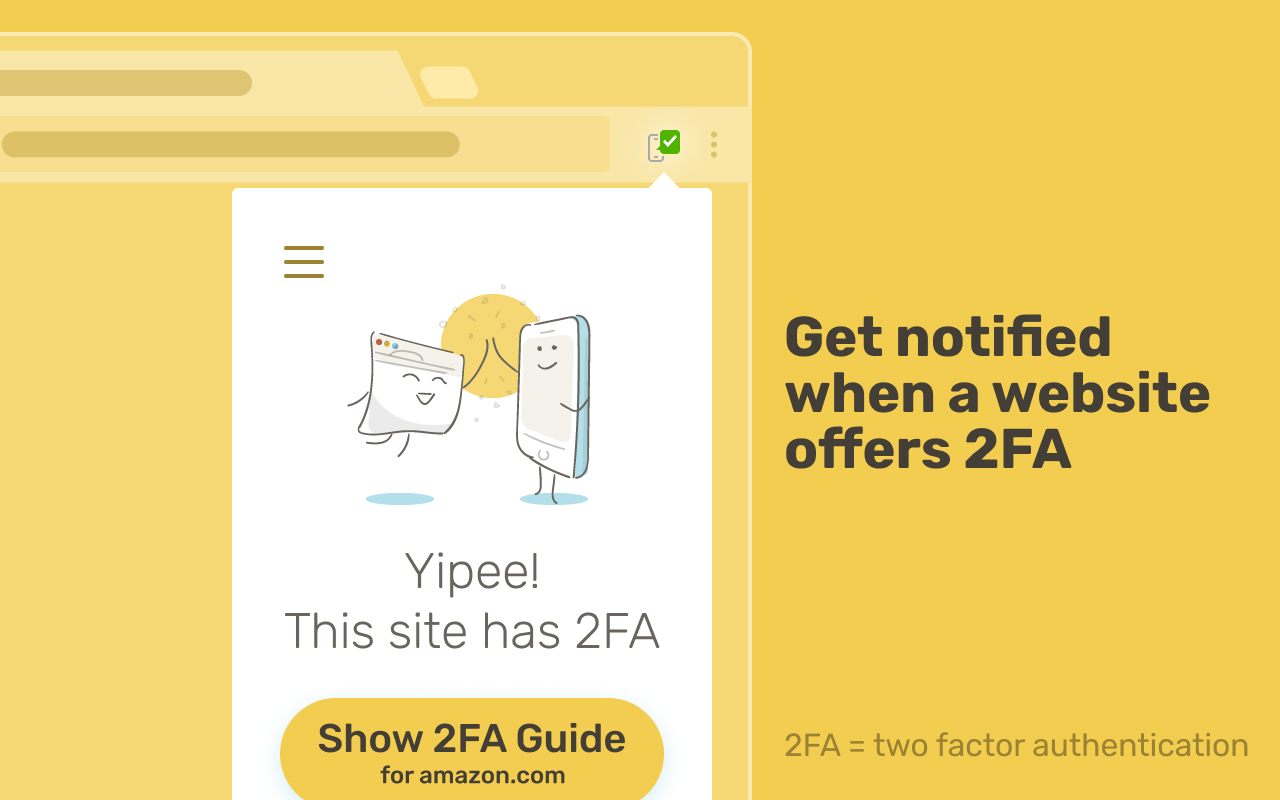 Yipee!
This site has 2FA
Show 2FA Guide
for amazon.com
Get notified
when a website
offers 2FA
2FA = two factor authentication